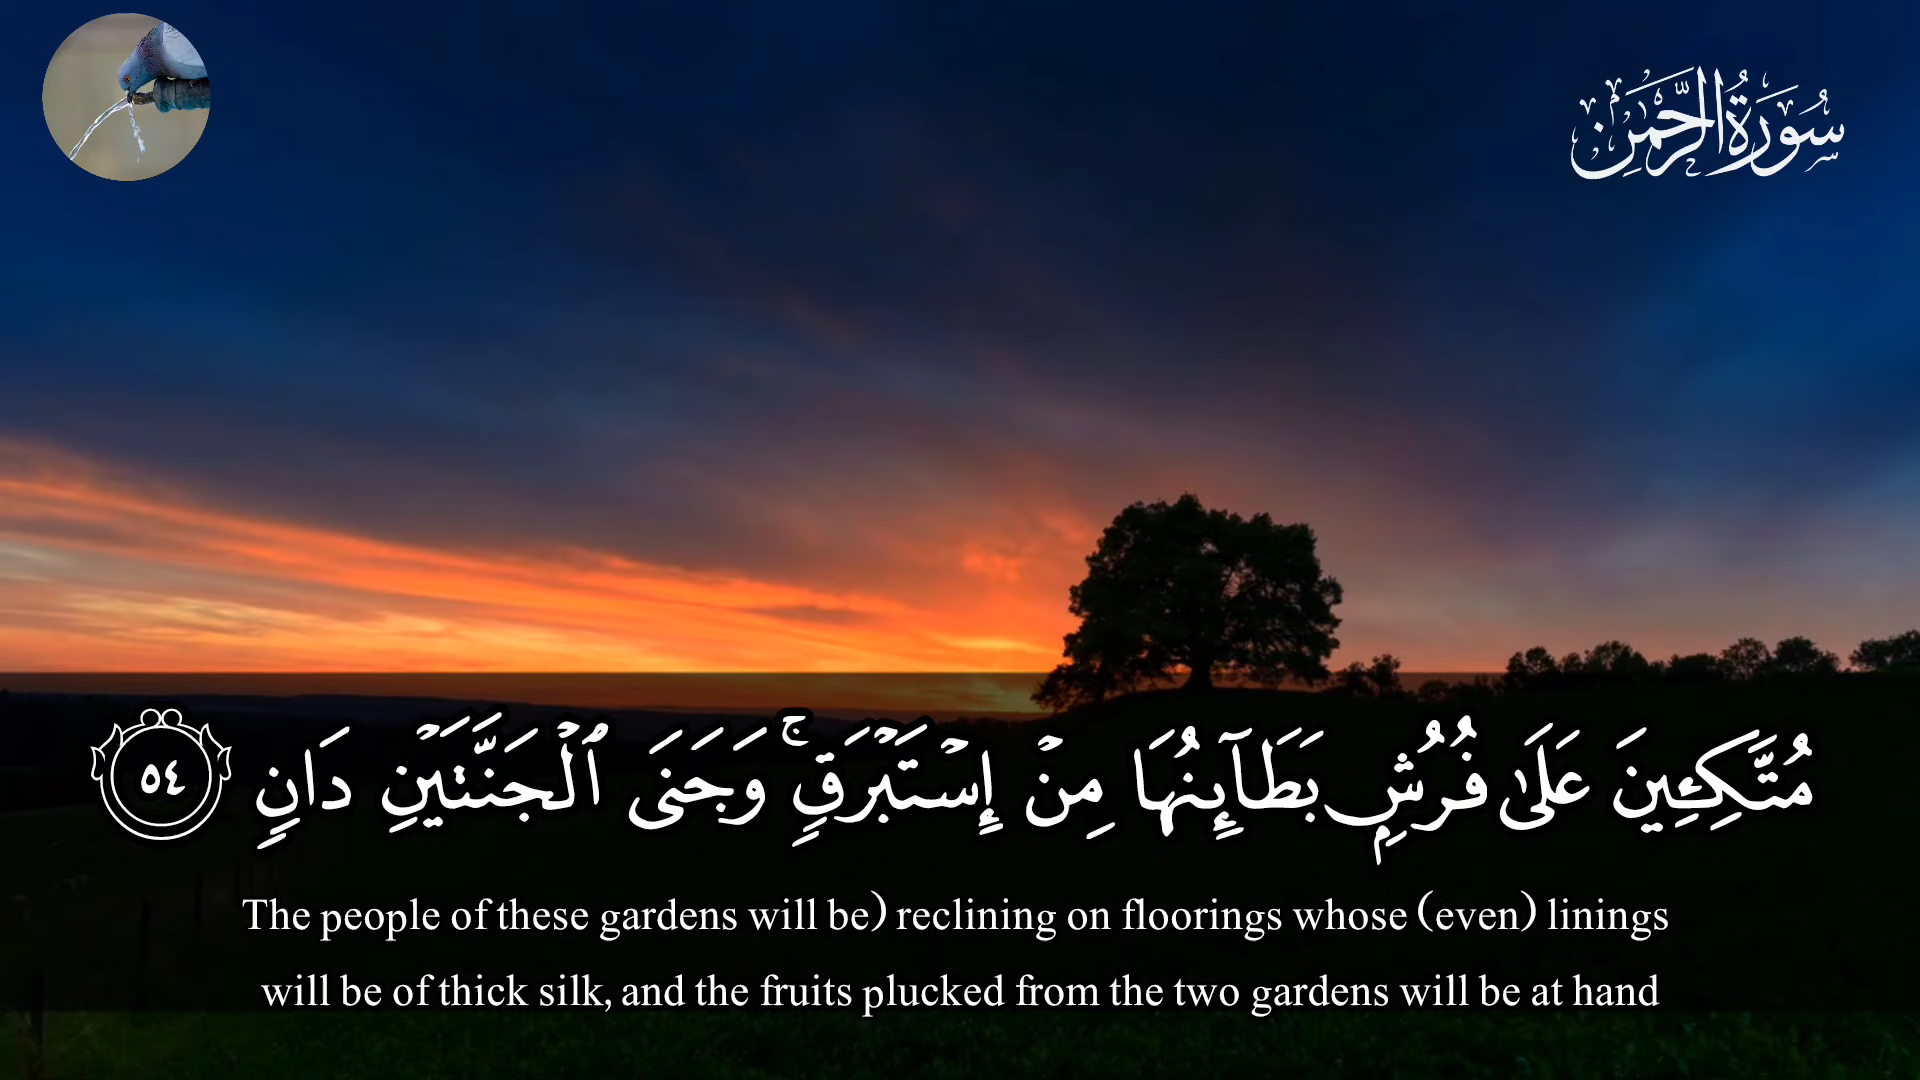 سُورَةُ الرَّحْمَٰن
مُتَّكِـِٔينَ عَلَىٰ فُرُشٍۭ بَطَآئِنُهَا مِنْ إِسْتَبْرَقٍۚ وَجَنَى ٱلْجَنَّتَيْنِ دَانٍ ٥٤
The people of these gardens will be) reclining on floorings whose (even) linings
will be of thick silk, and the fruits plucked from the two gardens will be at hand